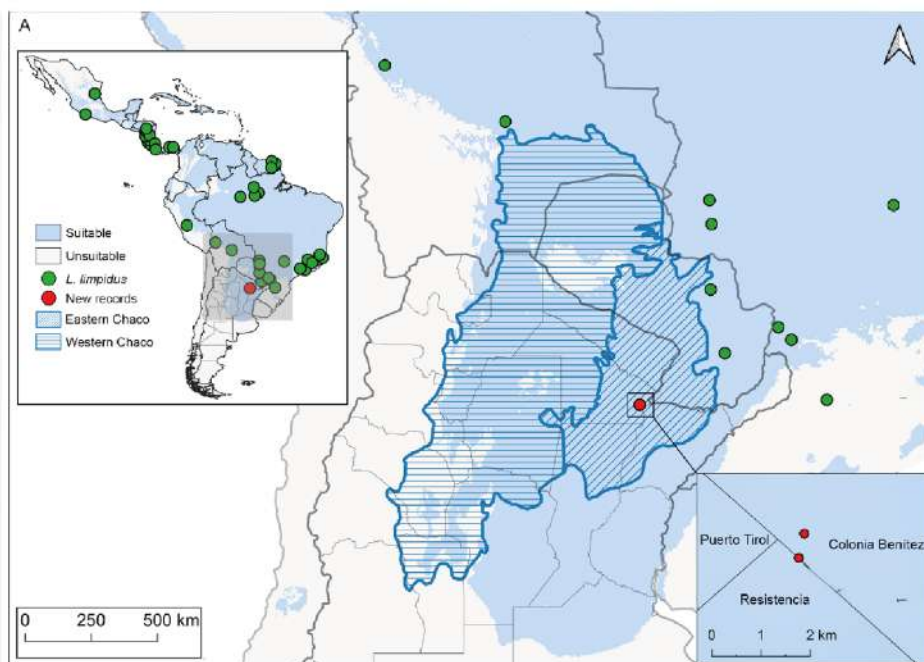 A
Suitable
Unsuitable
L. limpidus
New records
Eastern Chaco
Western Chaco
Puerto Tirol
Colonia Benitez
Resistencia
0 1 2 km
0 250 500 km